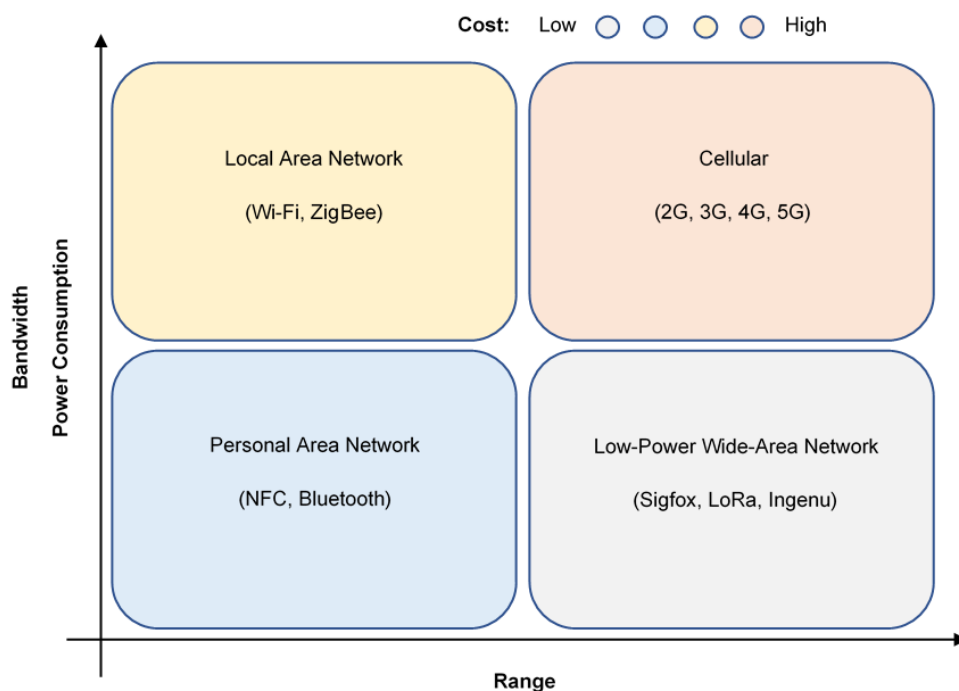 Cost: Low High
Local Area Network
(Wi-Fi, ZigBee)
Cellular
(2G, 3G, 4G, 5G)
Bandwidth
Power Consumption
Personal Area Network
(NFC, Bluetooth)
Low-Power Wide-Area Network
(Sigfox, LoRa, Ingenu)
Range